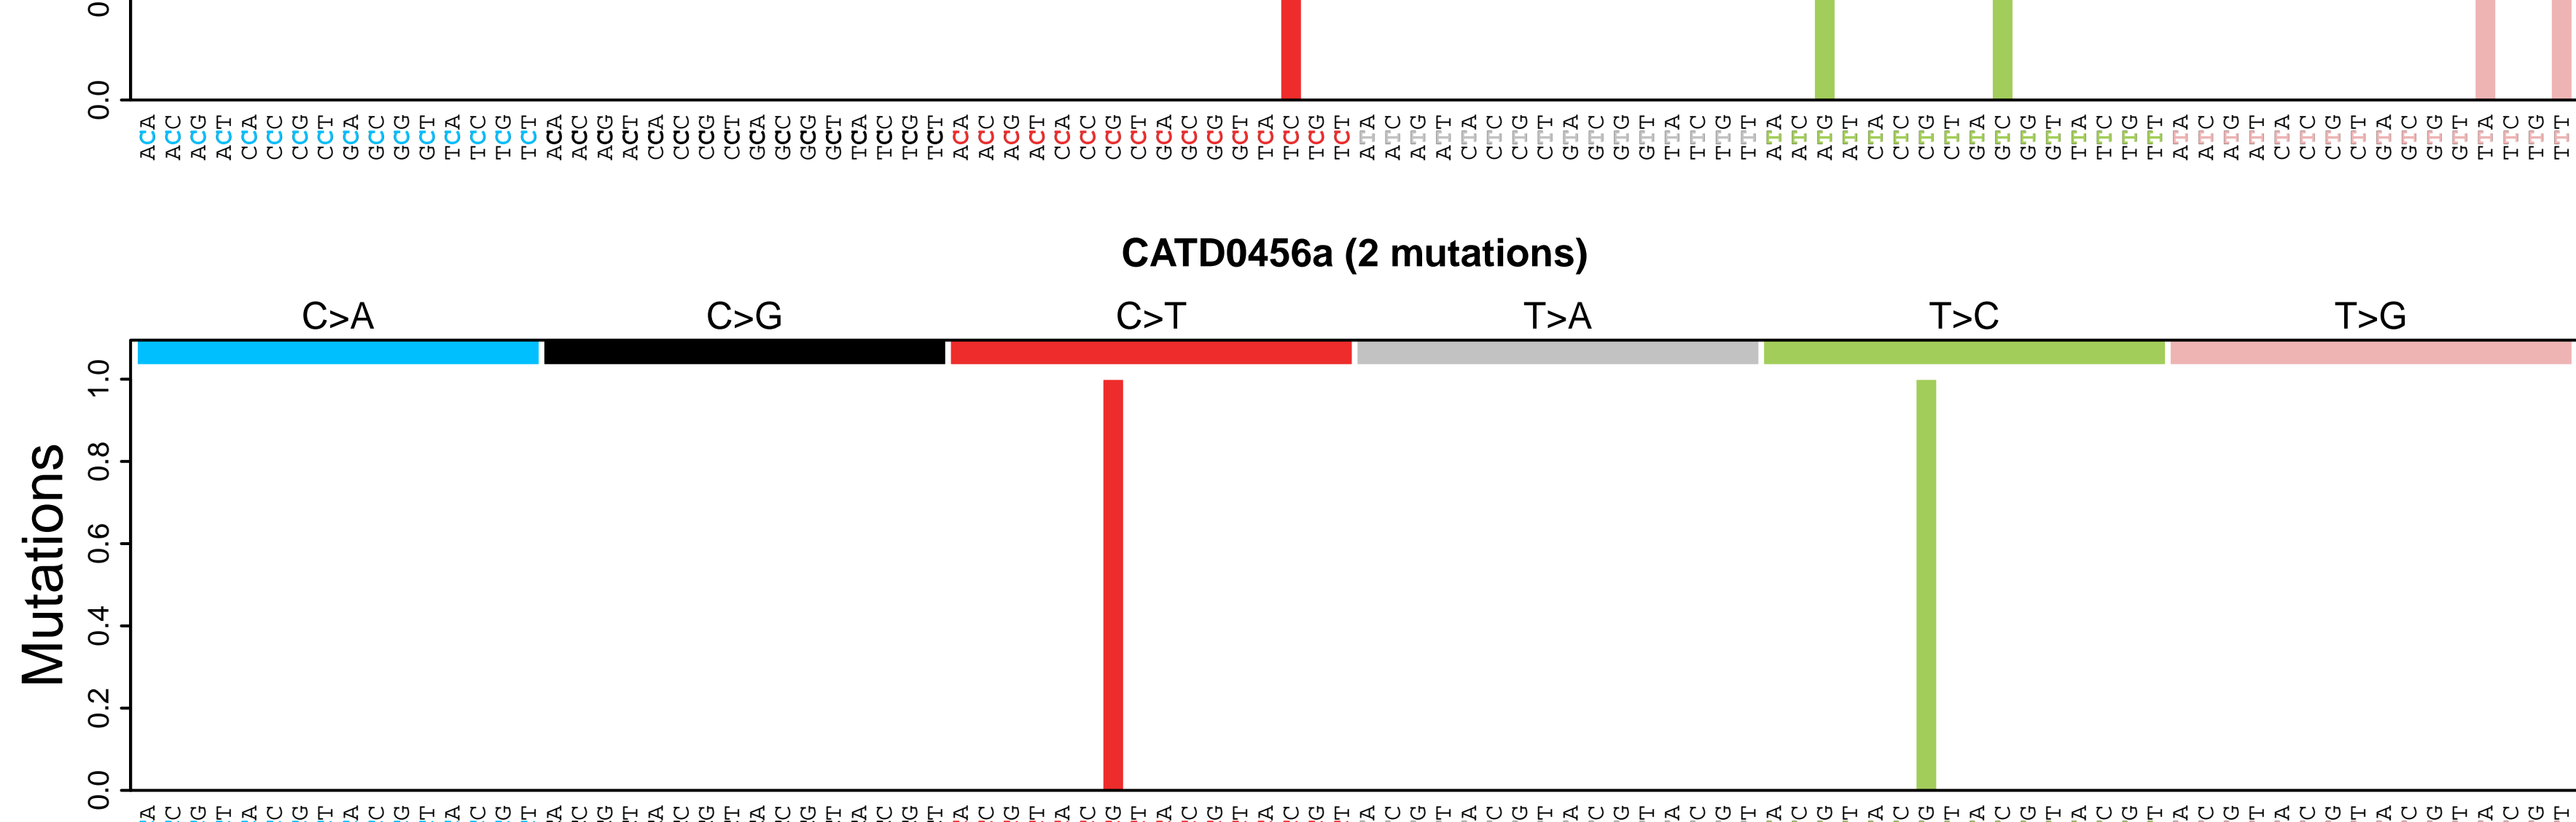 0.0
ACA ACC ACG ACT CCA CCC CCG CCT GCA GCC GCG GCT TCA TCC TCG TCT ACA ACC ACG ACT CCA CCC CCG CCT GCA GCC GCG GCT TCA TCC TCG TCT ACA ACC ACG ACT CCA CCC CCG CCT GCA GCC GCG GCT TCA TCC TCG TCT ATA ATC ATG ATT CTA CTC CTG CTT GTA GTC GTG GTT TTA TTC TTG TTT ATA ATC ATG ATT CTA CTC CTG CTT GTA GTC GTG GTT TTA TTC TTG TTT ATA ATC ATG ATT CTA CTC CTG CTT GTA GTC GTG GTT TTA TTC TTG TTT
CATD0456a (2 mutations)
C>A C>G C>T T>A T>C T>G
Mutations
1.0
0.8
0.6
0.4
0.2
0.0